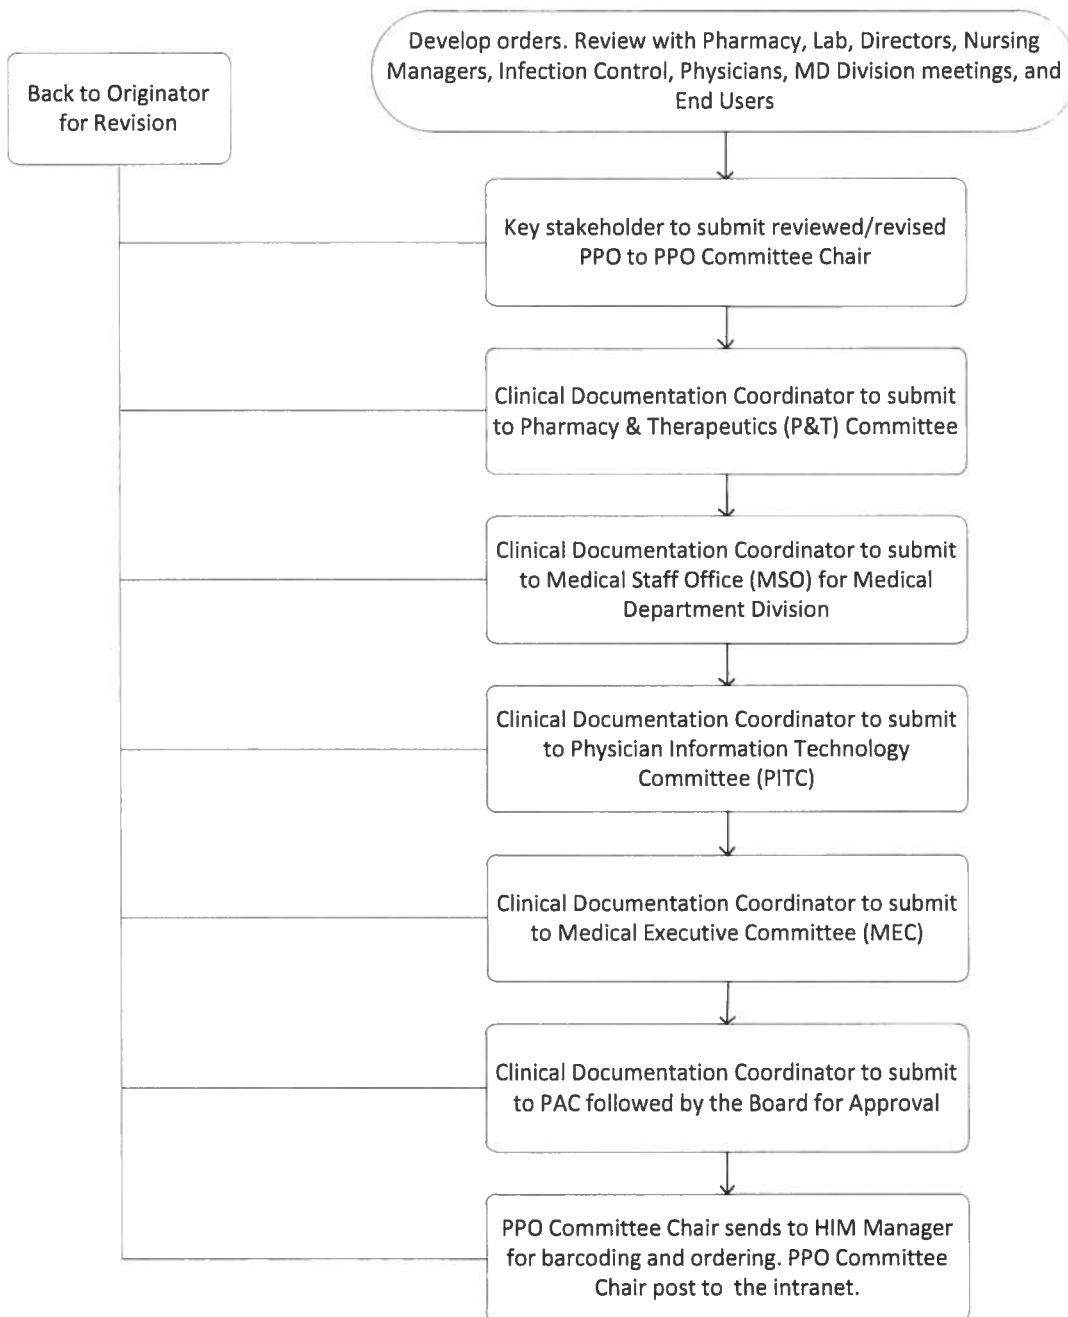 Develop orders. Review with Pharmacy, Lab, Directors, Nursing
Managers, Infection Control, Physicians, MD Division meetings, and
End Users
Back to Originator
for Revision
Key stakeholder to submit reviewed/revised
PPO to PPO Committee Chair
Clinical Documentation Coordinator to submit
to Pharmacy & Therapeutics (P&T) Committee
Clinical Documentation Coordinator to submit
to Medical Staff Office (MSO) for Medical
Department Division
Clinical Documentation Coordinator to submit
to Physician Information Technology
Committee (PITC)
Clinical Documentation Coordinator to submit
to Medical Executive Committee (MEC)
Clinical Documentation Coordinator to submit
to PAC followed by the Board for Approval
PPO Committee Chair sends to HIM Manager
for barcoding and ordering. PPO Committee
Chair post to the intranet.